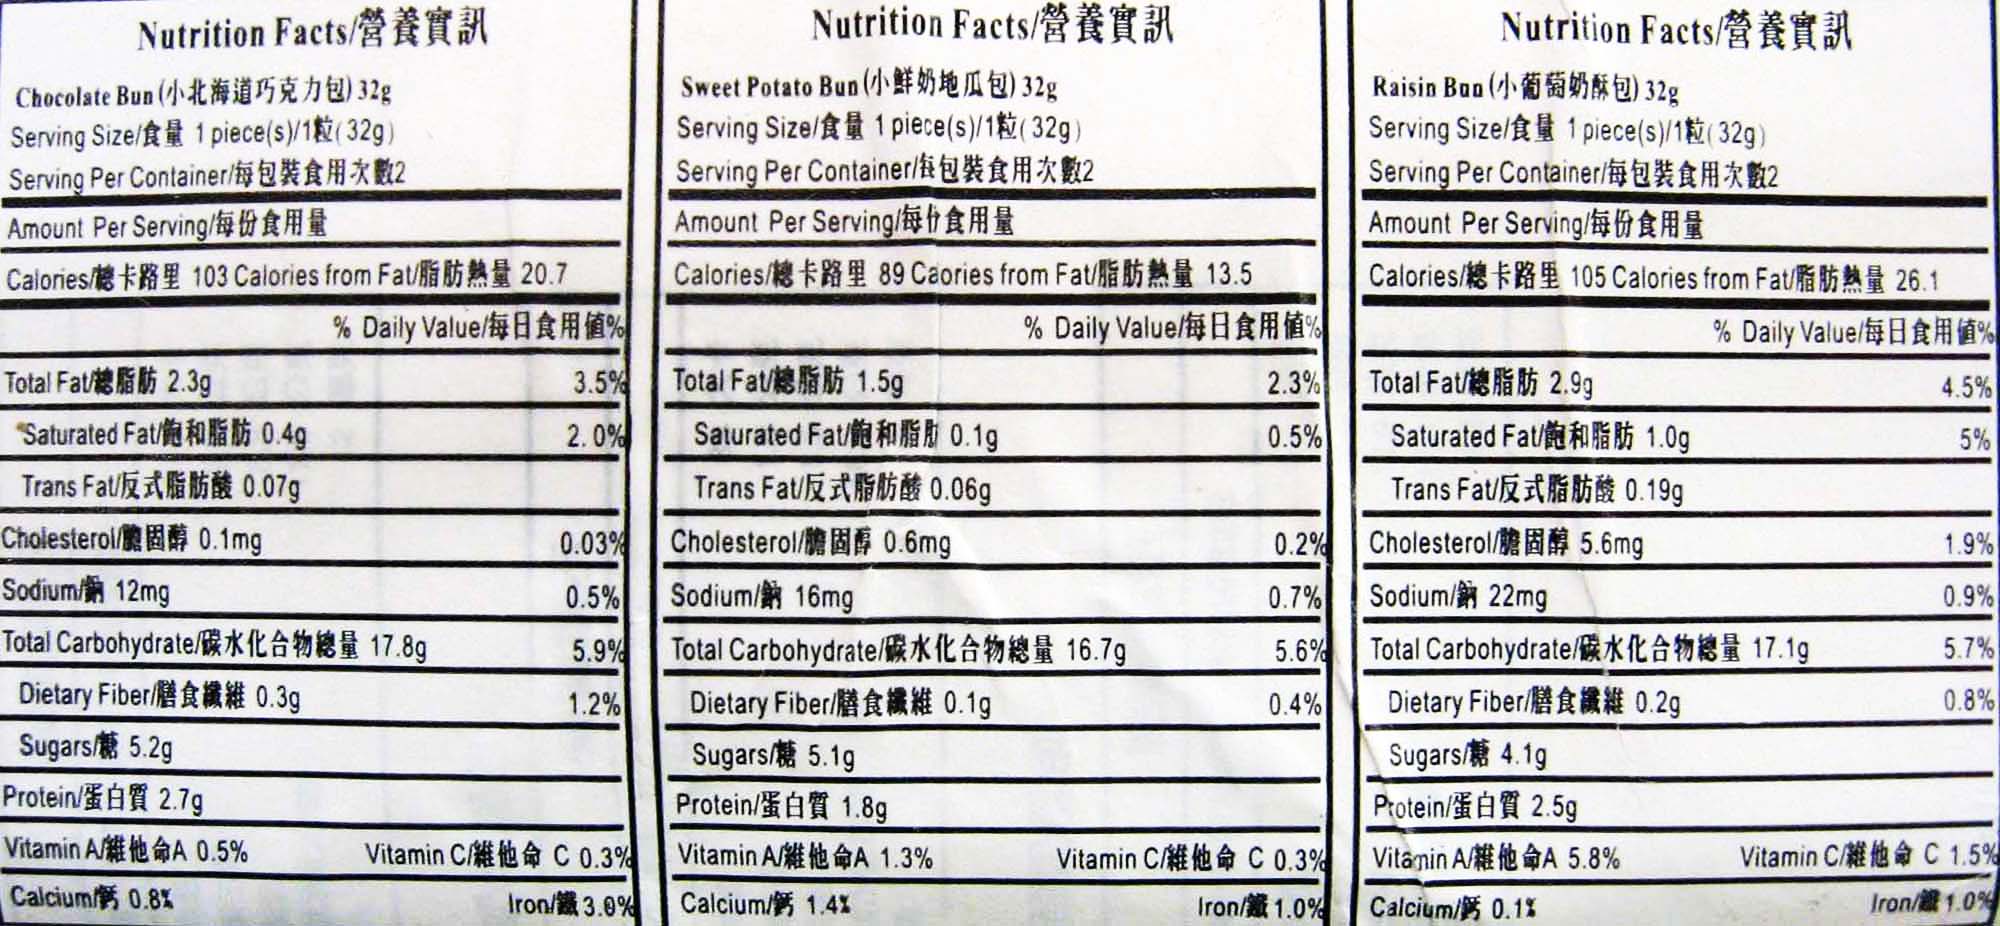 Nutrition Facts/營養實訊
Chocolate Bun (小北海道巧克力包) 32g
Serving Size/食量 1 piece(s)/1粒(32g)
Serving Per Container/每包裝食用次數2
Amount Per Serving/每份食用量
Calories/總卡路里 103 Calories from Fat/脂肪熱量 20.7
% Daily Value/每日食用值%
Total Fat/總脂肪 2.3g 3.5%
Saturated Fat/飽和脂肪 0.4g 2.0%
Trans Fat/反式脂肪酸 0.07g
Cholesterol/膽固醇 0.1mg 0.03%
Sodium/鈉 12mg 0.5%
Total Carbohydrate/碳水化合物總量 17.8g 5.9%
Dietary Fiber/膳食纖維 0.3g 1.2%
Sugars/糖 5.2g
Protein/蛋白質 2.7g
Vitamin A/維他命A 0.5% Vitamin C/維他命 C 0.3%
Calcium/鈣 0.8% Iron/鐵 3.0%
Nutrition Facts/營養實訊
Sweet Potato Bun (小鮮奶地瓜包) 32g
Serving Size/食量 1 piece(s)/1粒(32g)
Serving Per Container/每包裝食用次數2
Amount Per Serving/每份食用量
Calories/總卡路里 89 Caories from Fat/脂肪熱量 13.5
% Daily Value/每日食用值%
Total Fat/總脂肪 1.5g 2.3%
Saturated Fat/飽和脂肪 0.1g 0.5%
Trans Fat/反式脂肪酸 0.06g
Cholesterol/膽固醇 0.6mg 0.2%
Sodium/鈉 16mg 0.7%
Total Carbohydrate/碳水化合物總量 16.7g 5.6%
Dietary Fiber/膳食纖維 0.1g 0.4%
Sugars/糖 5.1g
Protein/蛋白質 1.8g
Vitamin A/維他命A 1.3% Vitamin C/維他命 C 0.3%
Calcium/鈣 1.4% Iron/鐵 1.0%
Nutrition Facts/營養實訊
Raisin Bun (小葡萄奶酥包) 32g
Serving Size/食量 1 piece(s)/1粒(32g)
Serving Per Container/每包裝食用次數2
Amount Per Serving/每份食用量
Calories/總卡路里 105 Calories from Fat/脂肪熱量 26.1
% Daily Value/每日食用值%
Total Fat/總脂肪 2.9g 4.5%
Saturated Fat/飽和脂肪 1.0g 5%
Trans Fat/反式脂肪酸 0.19g
Cholesterol/膽固醇 5.6mg 1.9%
Sodium/鈉 22mg 0.9%
Total Carbohydrate/碳水化合物總量 17.1g 5.7%
Dietary Fiber/膳食纖維 0.2g 0.8%
Sugars/糖 4.1g
Protein/蛋白質 2.5g
Vitamin A/維他命A 5.8% Vitamin C/維他命 C 1.5%
Calcium/鈣 0.1% Iron/鐵 1.0%